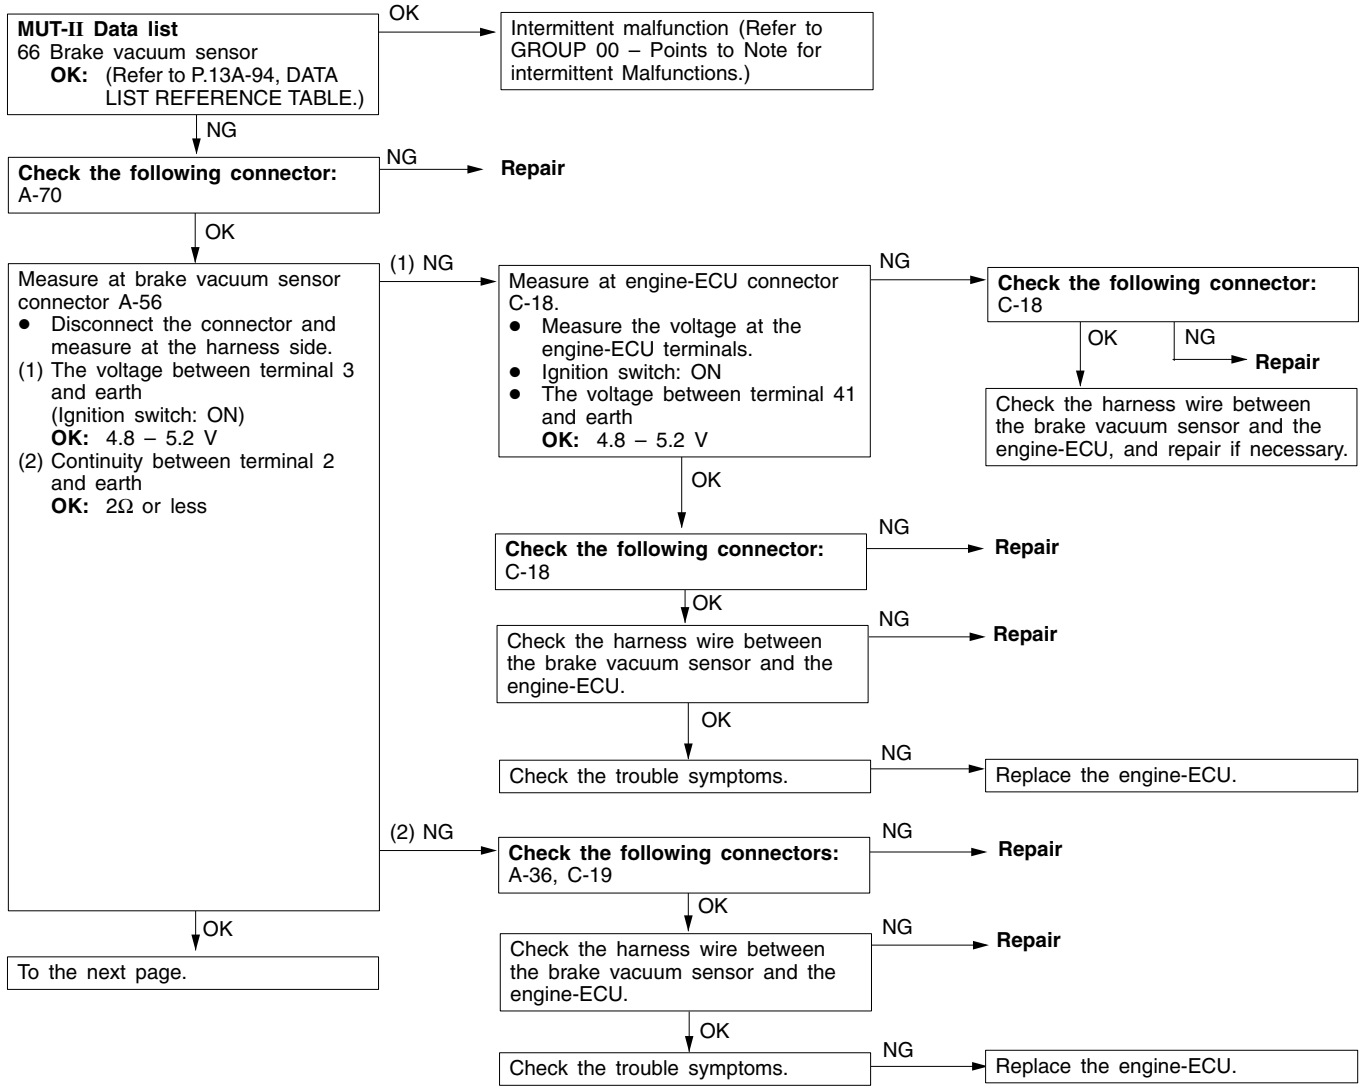 MUT-II Data list
66 Brake vacuum sensor
OK: (Refer to P.13A-94, DATA
LIST REFERENCE TABLE.)
OK
Intermittent malfunction (Refer to
GROUP 00 – Points to Note for
intermittent Malfunctions.)
NG
Check the following connector:
A-70
NG
Repair
OK
Measure at brake vacuum sensor
connector A-56
● Disconnect the connector and
measure at the harness side.
(1) The voltage between terminal 3
and earth
(Ignition switch: ON)
OK: 4.8 – 5.2 V
(2) Continuity between terminal 2
and earth
OK: 2Ω or less
(1) NG
Measure at engine-ECU connector
C-18.
● Measure the voltage at the
engine-ECU terminals.
● Ignition switch: ON
● The voltage between terminal 41
and earth
OK: 4.8 – 5.2 V
NG
Check the following connector:
C-18
OK
NG
Repair
Check the harness wire between
the brake vacuum sensor and the
engine-ECU, and repair if necessary.
OK
Check the following connector:
C-18
NG
Repair
OK
Check the harness wire between
the brake vacuum sensor and the
engine-ECU.
NG
Repair
OK
Check the trouble symptoms.
NG
Replace the engine-ECU.
(2) NG
Check the following connectors:
A-36, C-19
NG
Repair
OK
Check the harness wire between
the brake vacuum sensor and the
engine-ECU.
NG
Repair
OK
Check the trouble symptoms.
NG
Replace the engine-ECU.
OK
To the next page.